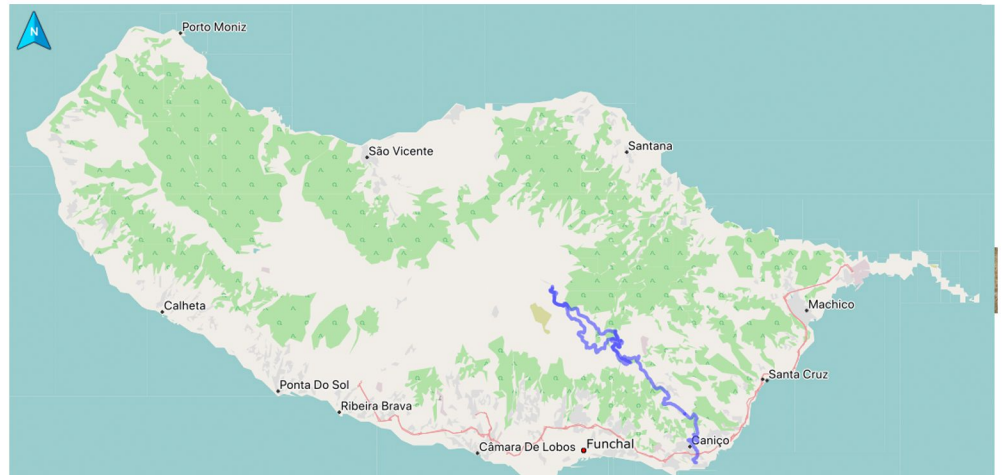 N
Porto Moniz
São Vicente
Santana
Calheta
Machico
Santa Cruz
Ponta Do Sol
Ribeira Brava
Câmara De Lobos
Funchal
Caniço